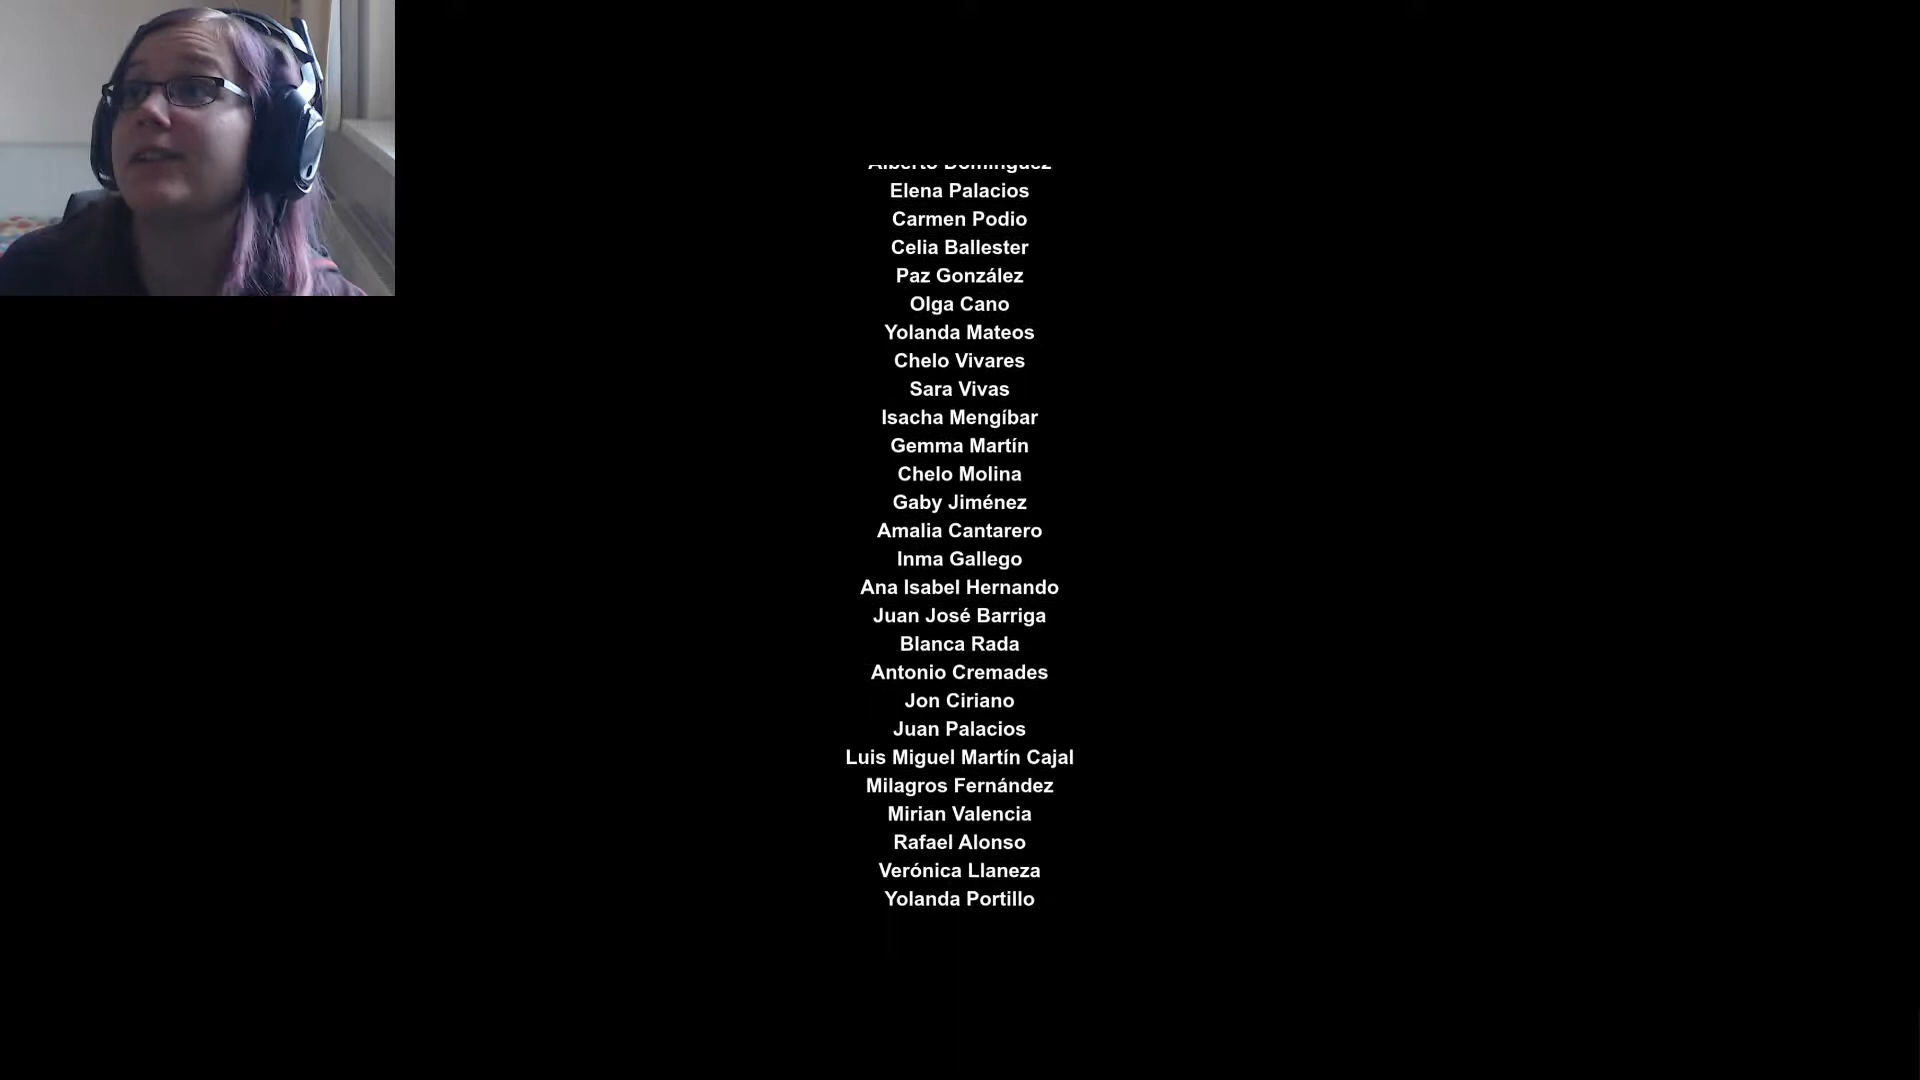 Alberto Domínguez
Elena Palacios
Carmen Podio
Celia Ballester
Paz González
Olga Cano
Yolanda Mateos
Chelo Vivares
Sara Vivas
Isacha Mengíbar
Gemma Martín
Chelo Molina
Gaby Jiménez
Amalia Cantarero
Inma Gallego
Ana Isabel Hernando
Juan José Barriga
Blanca Rada
Antonio Cremades
Jon Ciriano
Juan Palacios
Luis Miguel Martín Cajal
Milagros Fernández
Mirian Valencia
Rafael Alonso
Verónica Llaneza
Yolanda Portillo